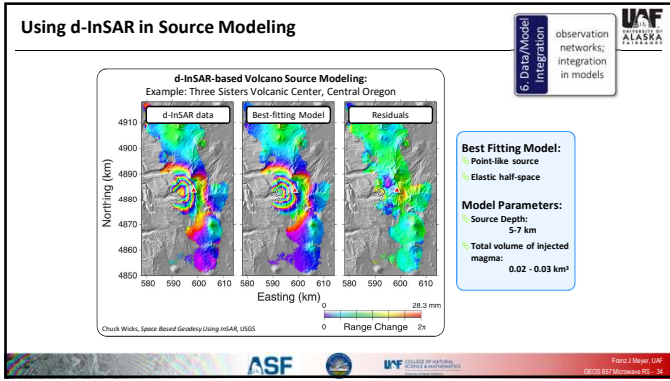 Using d-InSAR in Source Modeling
6. Data/Model
Integration
observation
networks;
integration
in models
UAF
UNIVERSITY OF
ALASKA
FAIRBANKS
d-InSAR-based Volcano Source Modeling:
Example: Three Sisters Volcanic Center, Central Oregon
d-InSAR data
Best-fitting Model
Residuals
Northing (km)
4910
4900
4890
4880
4870
4860
4850
580 590 600 610
580 590 600 610
580 590 600 610
Easting (km)
0 28.3 mm
0 Range Change 2π
Chuck Wicks, Space Based Geodesy Using InSAR, USGS
Best Fitting Model:
Point-like source
Elastic half-space
Model Parameters:
Source Depth:
5-7 km
Total volume of injected
magma:
0.02 - 0.03 km³
ASF
UAF COLLEGE OF NATURAL
SCIENCE & MATHEMATICS
Franz J Meyer, UAF
GEOS 657 Microwave RS - 34